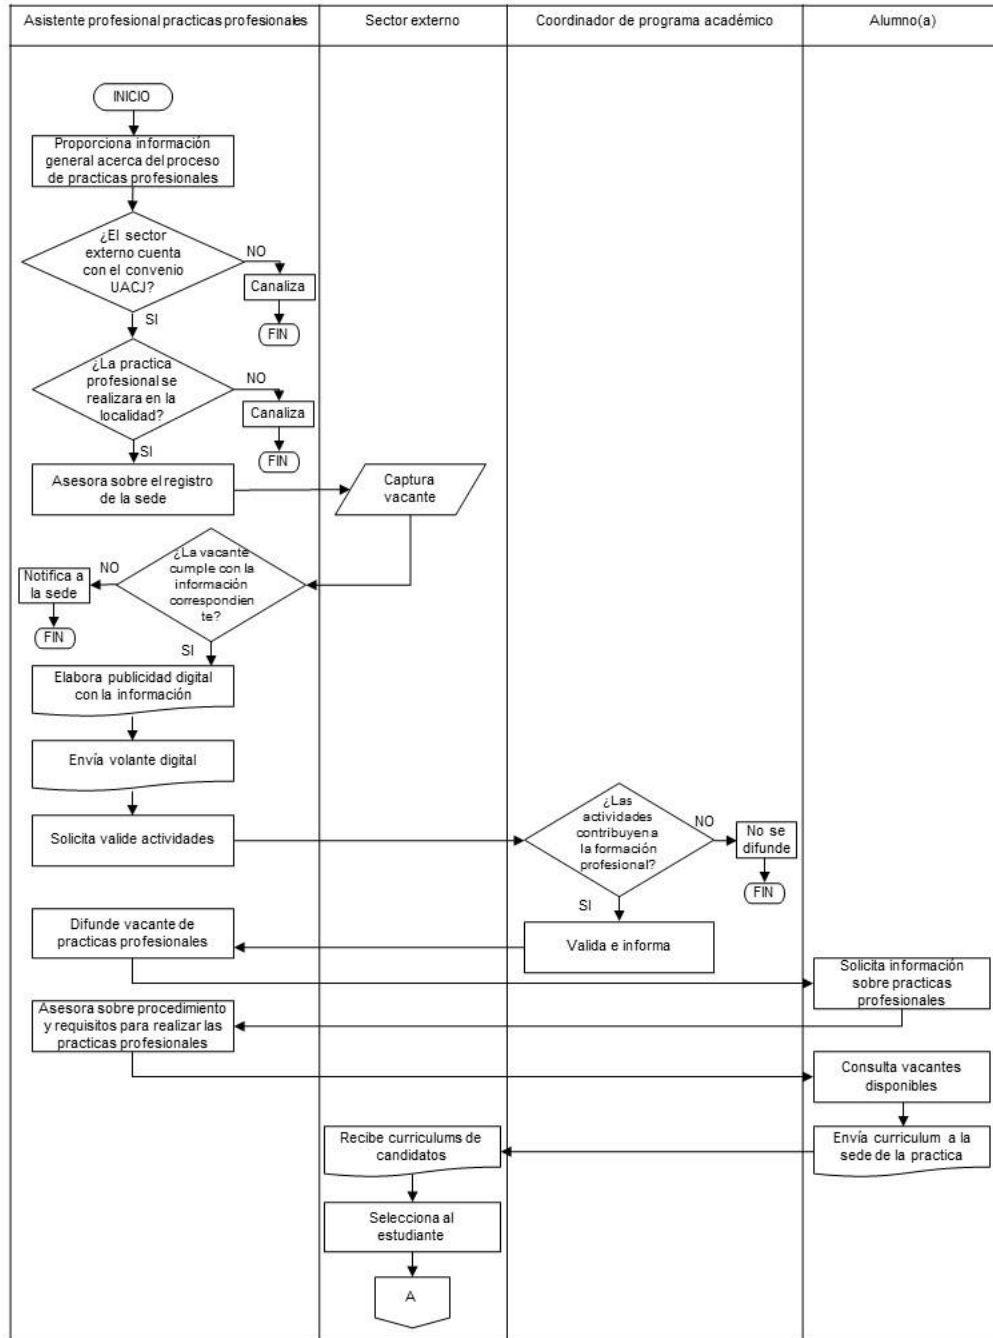 Asistente profesional practicas profesionales
Sector externo
Coordinador de programa académico
Alumno(a)
INICIO
Proporciona información
general acerca del proceso
de practicas profesionales
¿El sector
externo cuenta
con el convenio
UACJ?
NO
Canaliza
FIN
SI
¿La practica
profesional se
realizara en la
localidad?
NO
Canaliza
FIN
SI
Asesora sobre el registro
de la sede
Captura
vacante
¿La vacante
cumple con la
información
correspondien
te?
NO
Notifica a
la sede
FIN
SI
Elabora publicidad digital
con la información
Envía volante digital
Solicita valide actividades
¿Las
actividades
contribuyen a
la formación
profesional?
NO
No se
difunde
FIN
SI
Valida e informa
Difunde vacante de
practicas profesionales
Solicita información
sobre practicas
profesionales
Asesora sobre procedimiento
y requisitos para realizar las
practicas profesionales
Consulta vacantes
disponibles
Envía curriculum a la
sede de la practica
Recibe curriculums de
candidatos
Selecciona al
estudiante
A